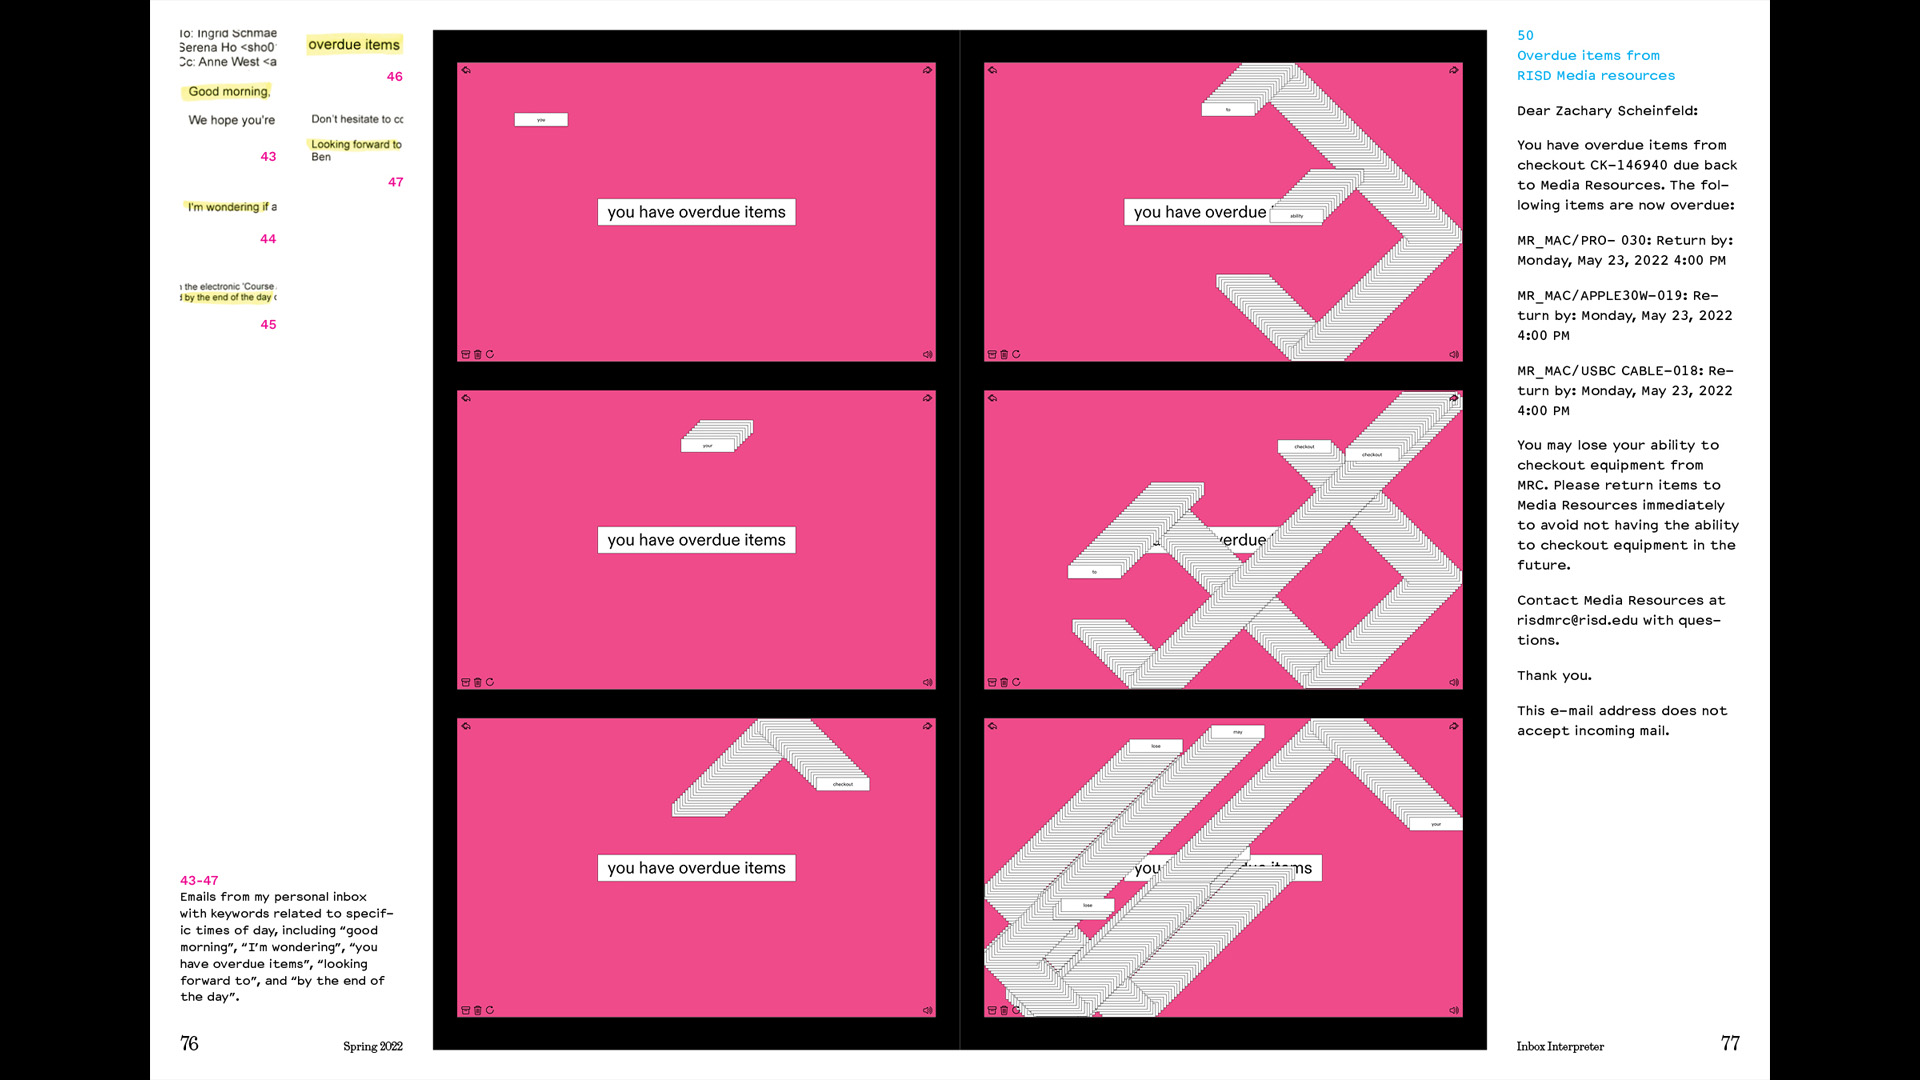 To: Ingrid Schmae
Serena Ho <sho0
Cc: Anne West <a
Good morning,
We hope you're
43
I'm wondering if a
44
n the electronic 'Course
d by the end of the day
45
overdue items
46
Don't hesitate to cc
Looking forward to
Ben
47
43–47
Emails from my personal inbox
with keywords related to specif–
ic times of day, including “good
morning”, “I'm wondering”, “you
have overdue items”, “looking
forward to”, and “by the end of
the day”.
76
Spring 2022
you
you have overdue items
your
you have overdue items
checkout
you have overdue items
to
you have overdue
ability
checkout
checkout
verdue
to
may
lose
your
you
items
lose
50
Overdue items from
RISD Media resources
Dear Zachary Scheinfeld:
You have overdue items from
checkout CK–146940 due back
to Media Resources. The fol–
lowing items are now overdue:
MR_MAC/PRO– 030: Return by:
Monday, May 23, 2022 4:00 PM
MR_MAC/APPLE30W–019: Re–
turn by: Monday, May 23, 2022
4:00 PM
MR_MAC/USBC CABLE–018: Re–
turn by: Monday, May 23, 2022
4:00 PM
You may lose your ability to
checkout equipment from
MRC. Please return items to
Media Resources immediately
to avoid not having the ability
to checkout equipment in the
future.
Contact Media Resources at
risdmrc@risd.edu with ques–
tions.
Thank you.
This e–mail address does not
accept incoming mail.
Inbox Interpreter
77